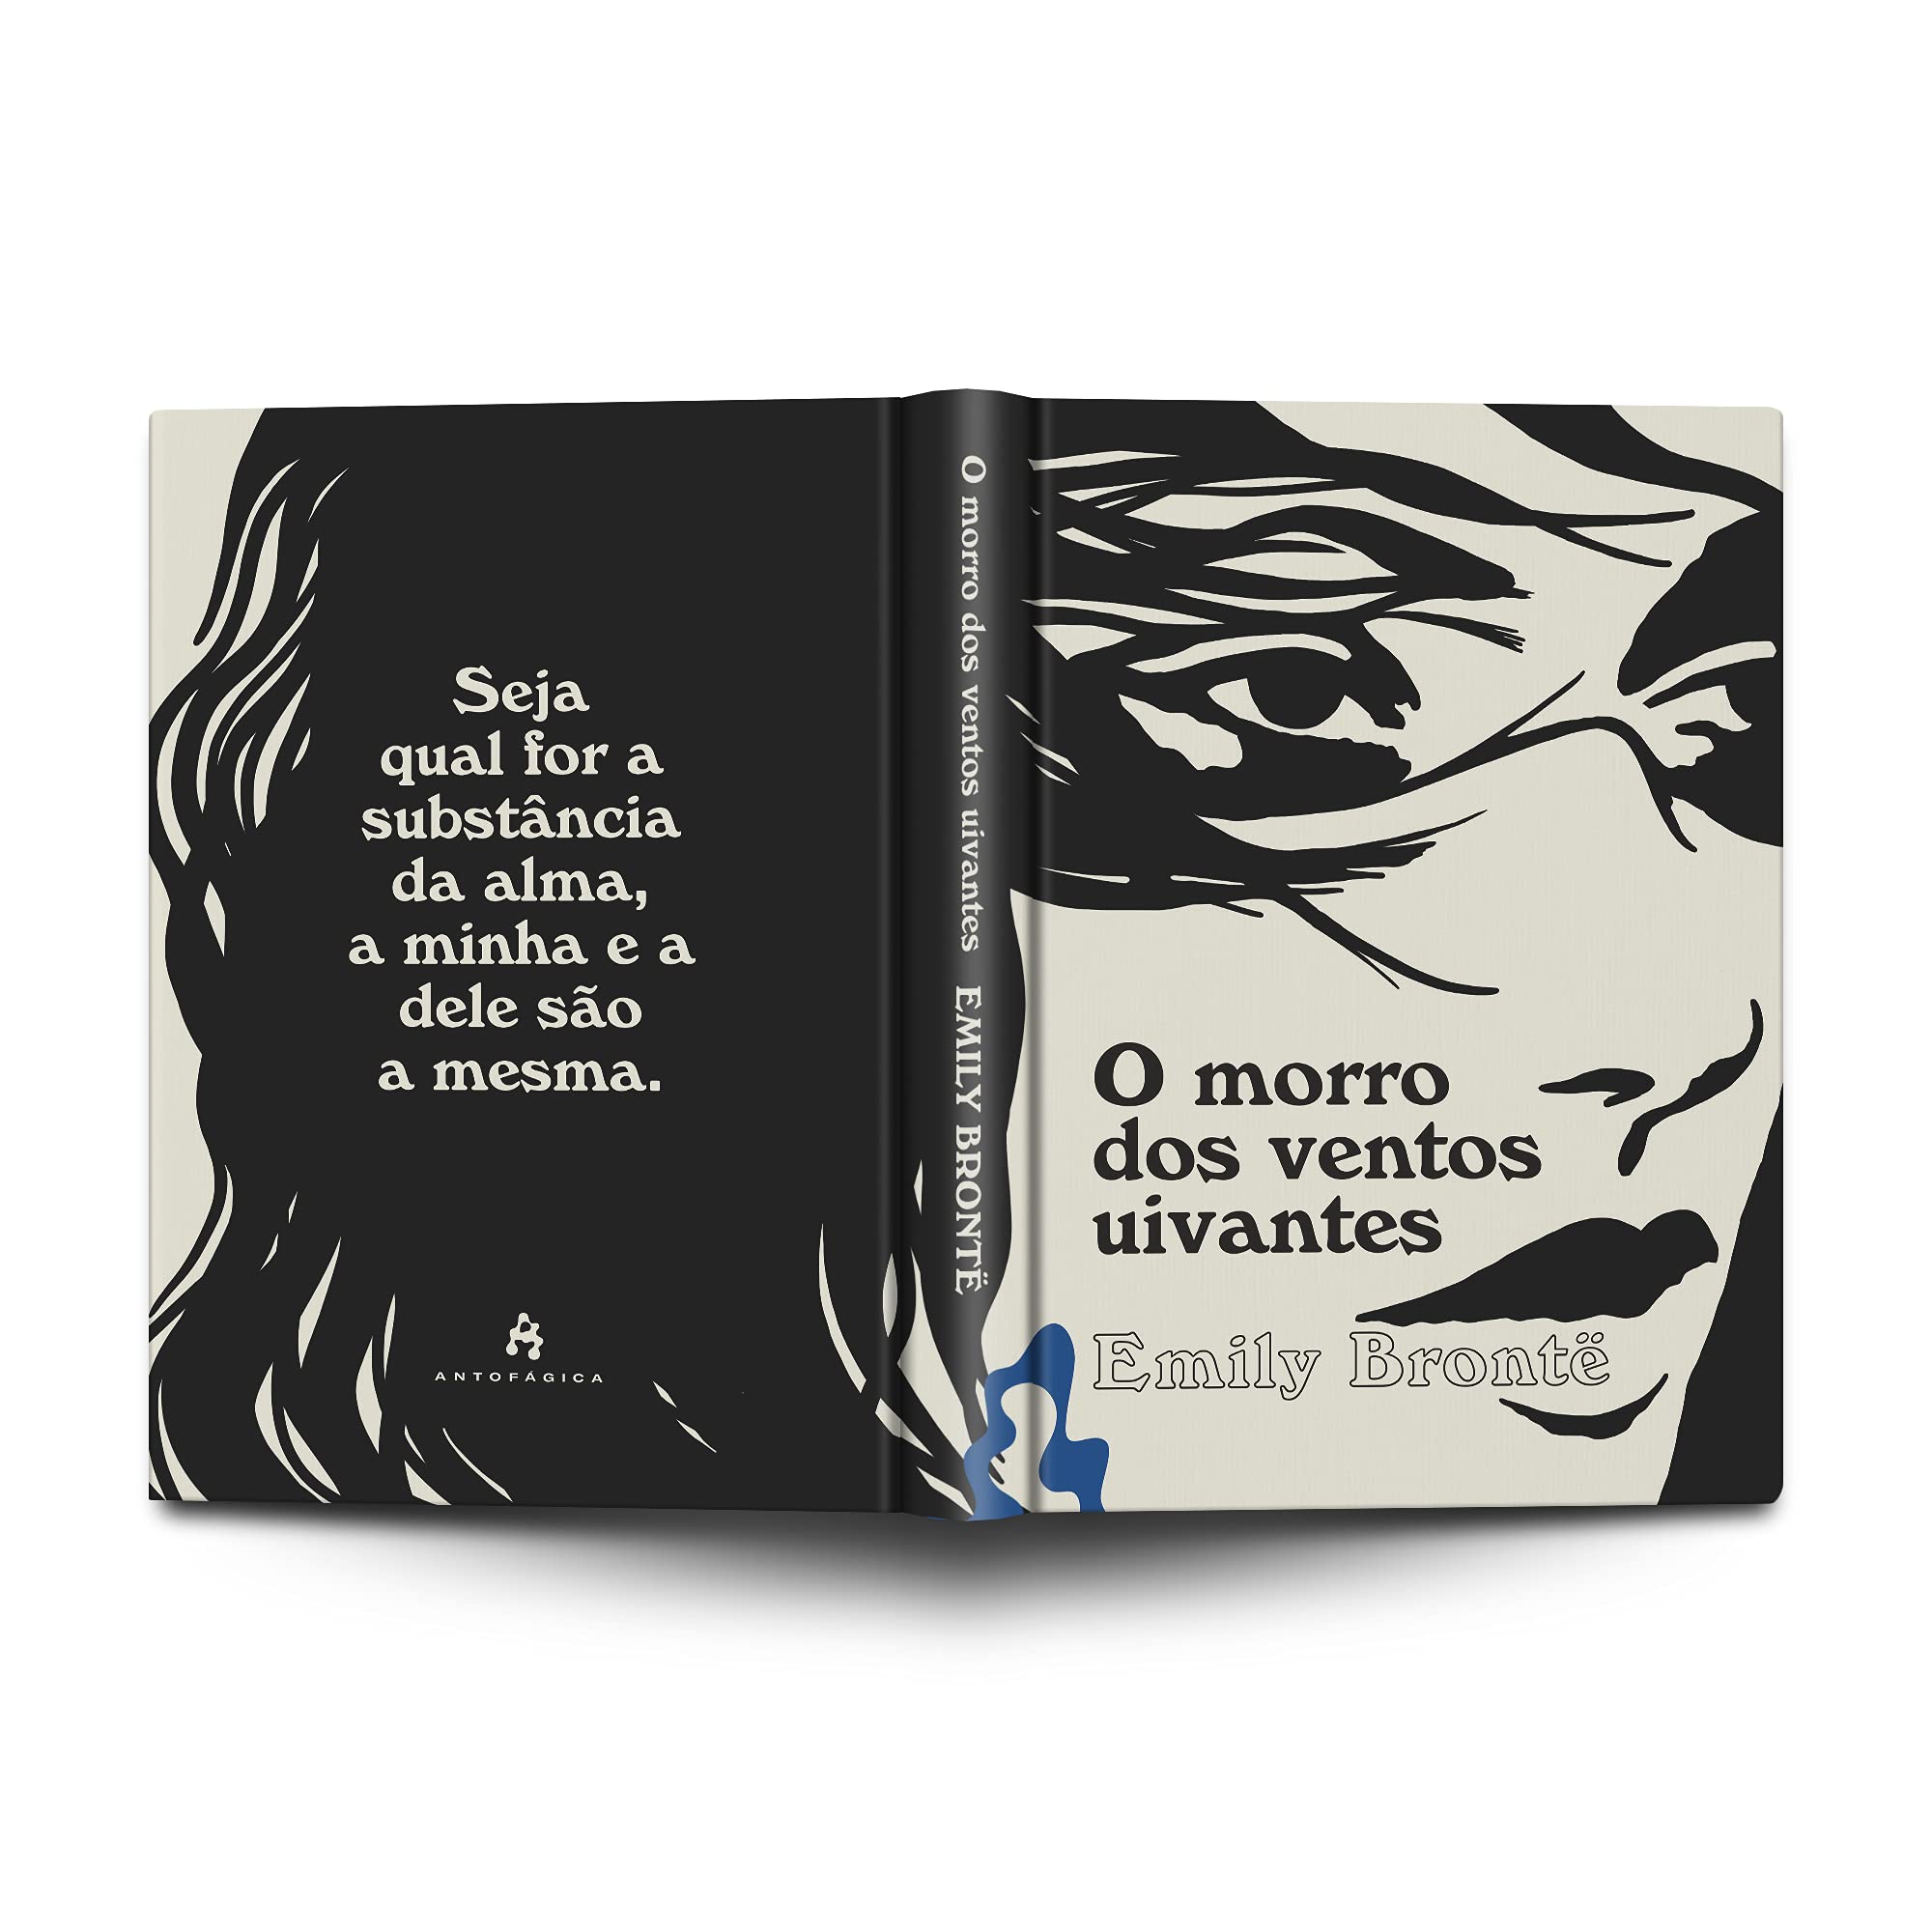 Seja
qual for a
substância
da alma,
a minha e a
dele são
a mesma.
ANTOFÁGICA
O morro dos ventos uivantes EMILY BRONTË
O morro
dos ventos
uivantes
Emily Brontë